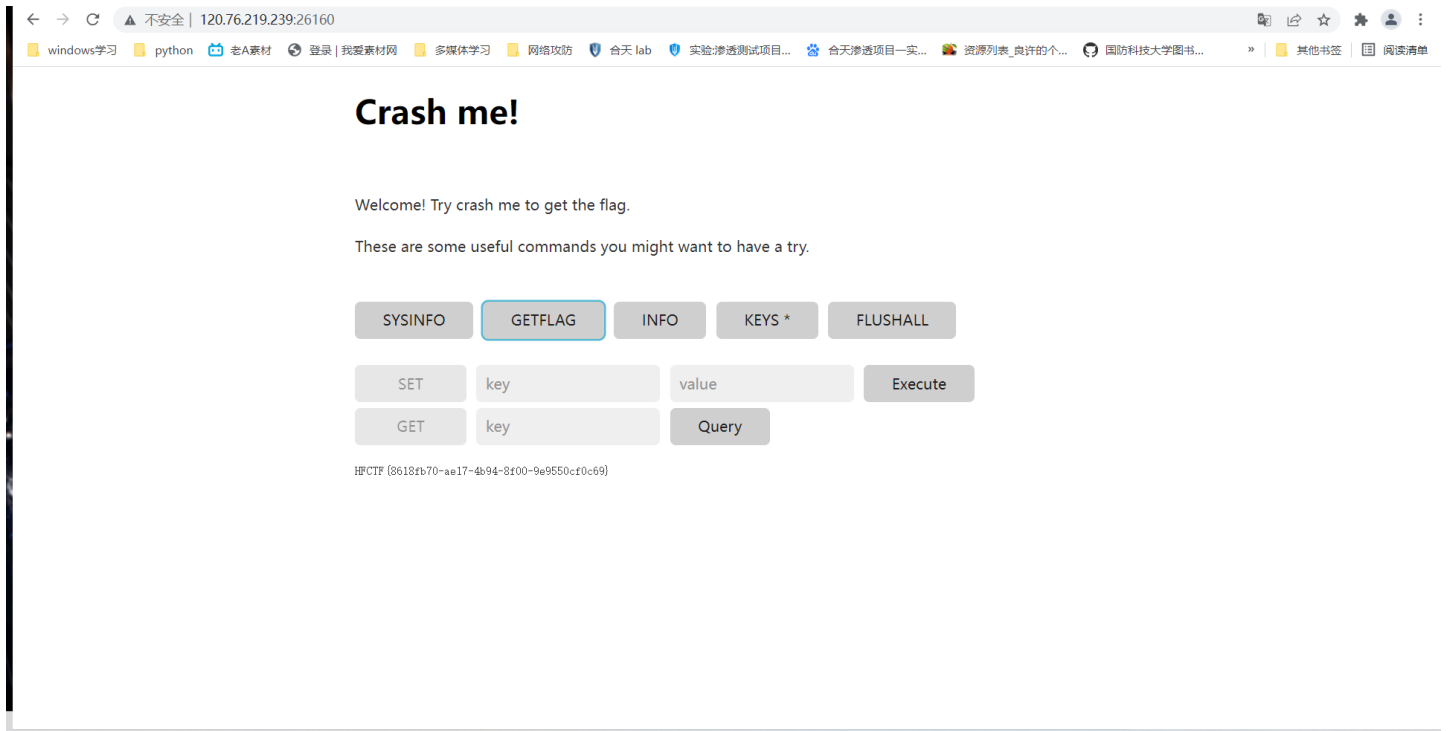 不安全 | 120.76.219.239:26160
windows学习 python 老A素材 登录 | 我爱素材网 多媒体学习 网络攻防 合天 lab 实验:渗透测试项目... 合天渗透项目一实... 资源列表_良许的个... 国防科技大学图书... » 其他书签 阅读清单
Crash me!
Welcome! Try crash me to get the flag.
These are some useful commands you might want to have a try.
SYSINFO GETFLAG INFO KEYS * FLUSHALL
SET key value Execute
GET key Query
HFCTF{8618fb70-ae17-4b94-8f00-9e9550cf0c69}